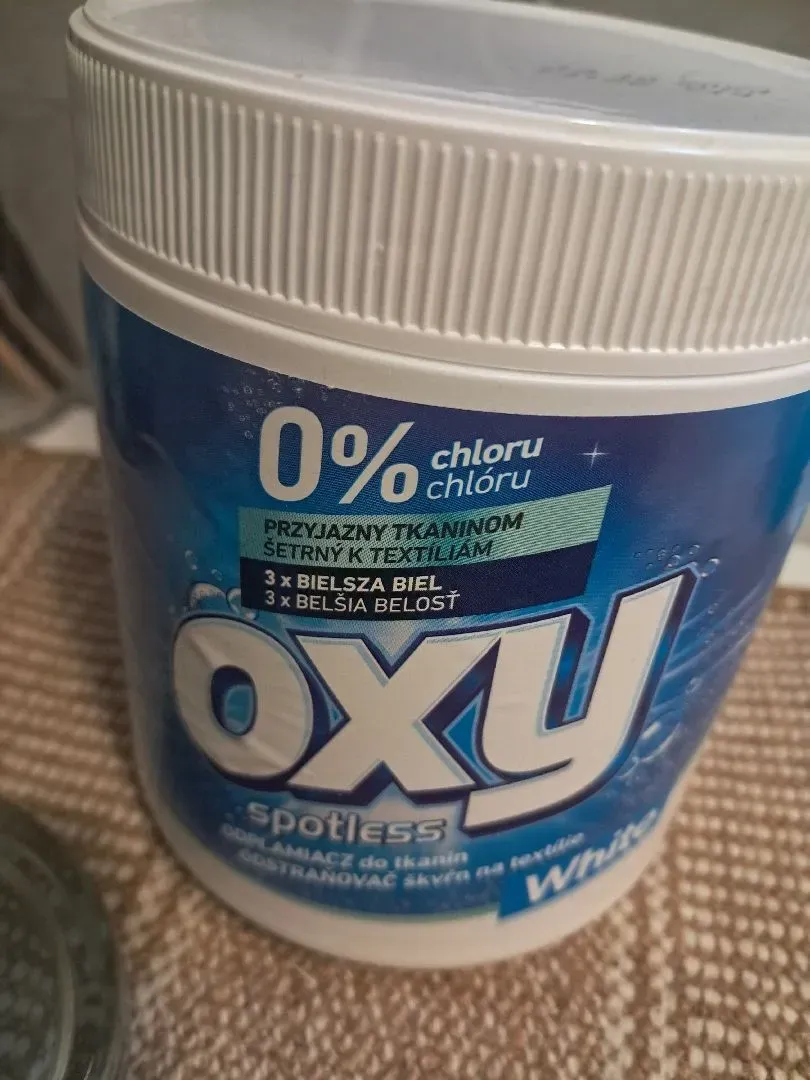 0% chloru
chlóru
PRZYJAZNY TKANINOM
ŠETRNÝ K TEXTILIÁM
3 x BIELSZA BIEL
3 x BELŠIA BELOSŤ
oxy
spotless
ODPLAMIACZ do tkanin
ODSTRAŇOVAČ škvŕn na textílie
White